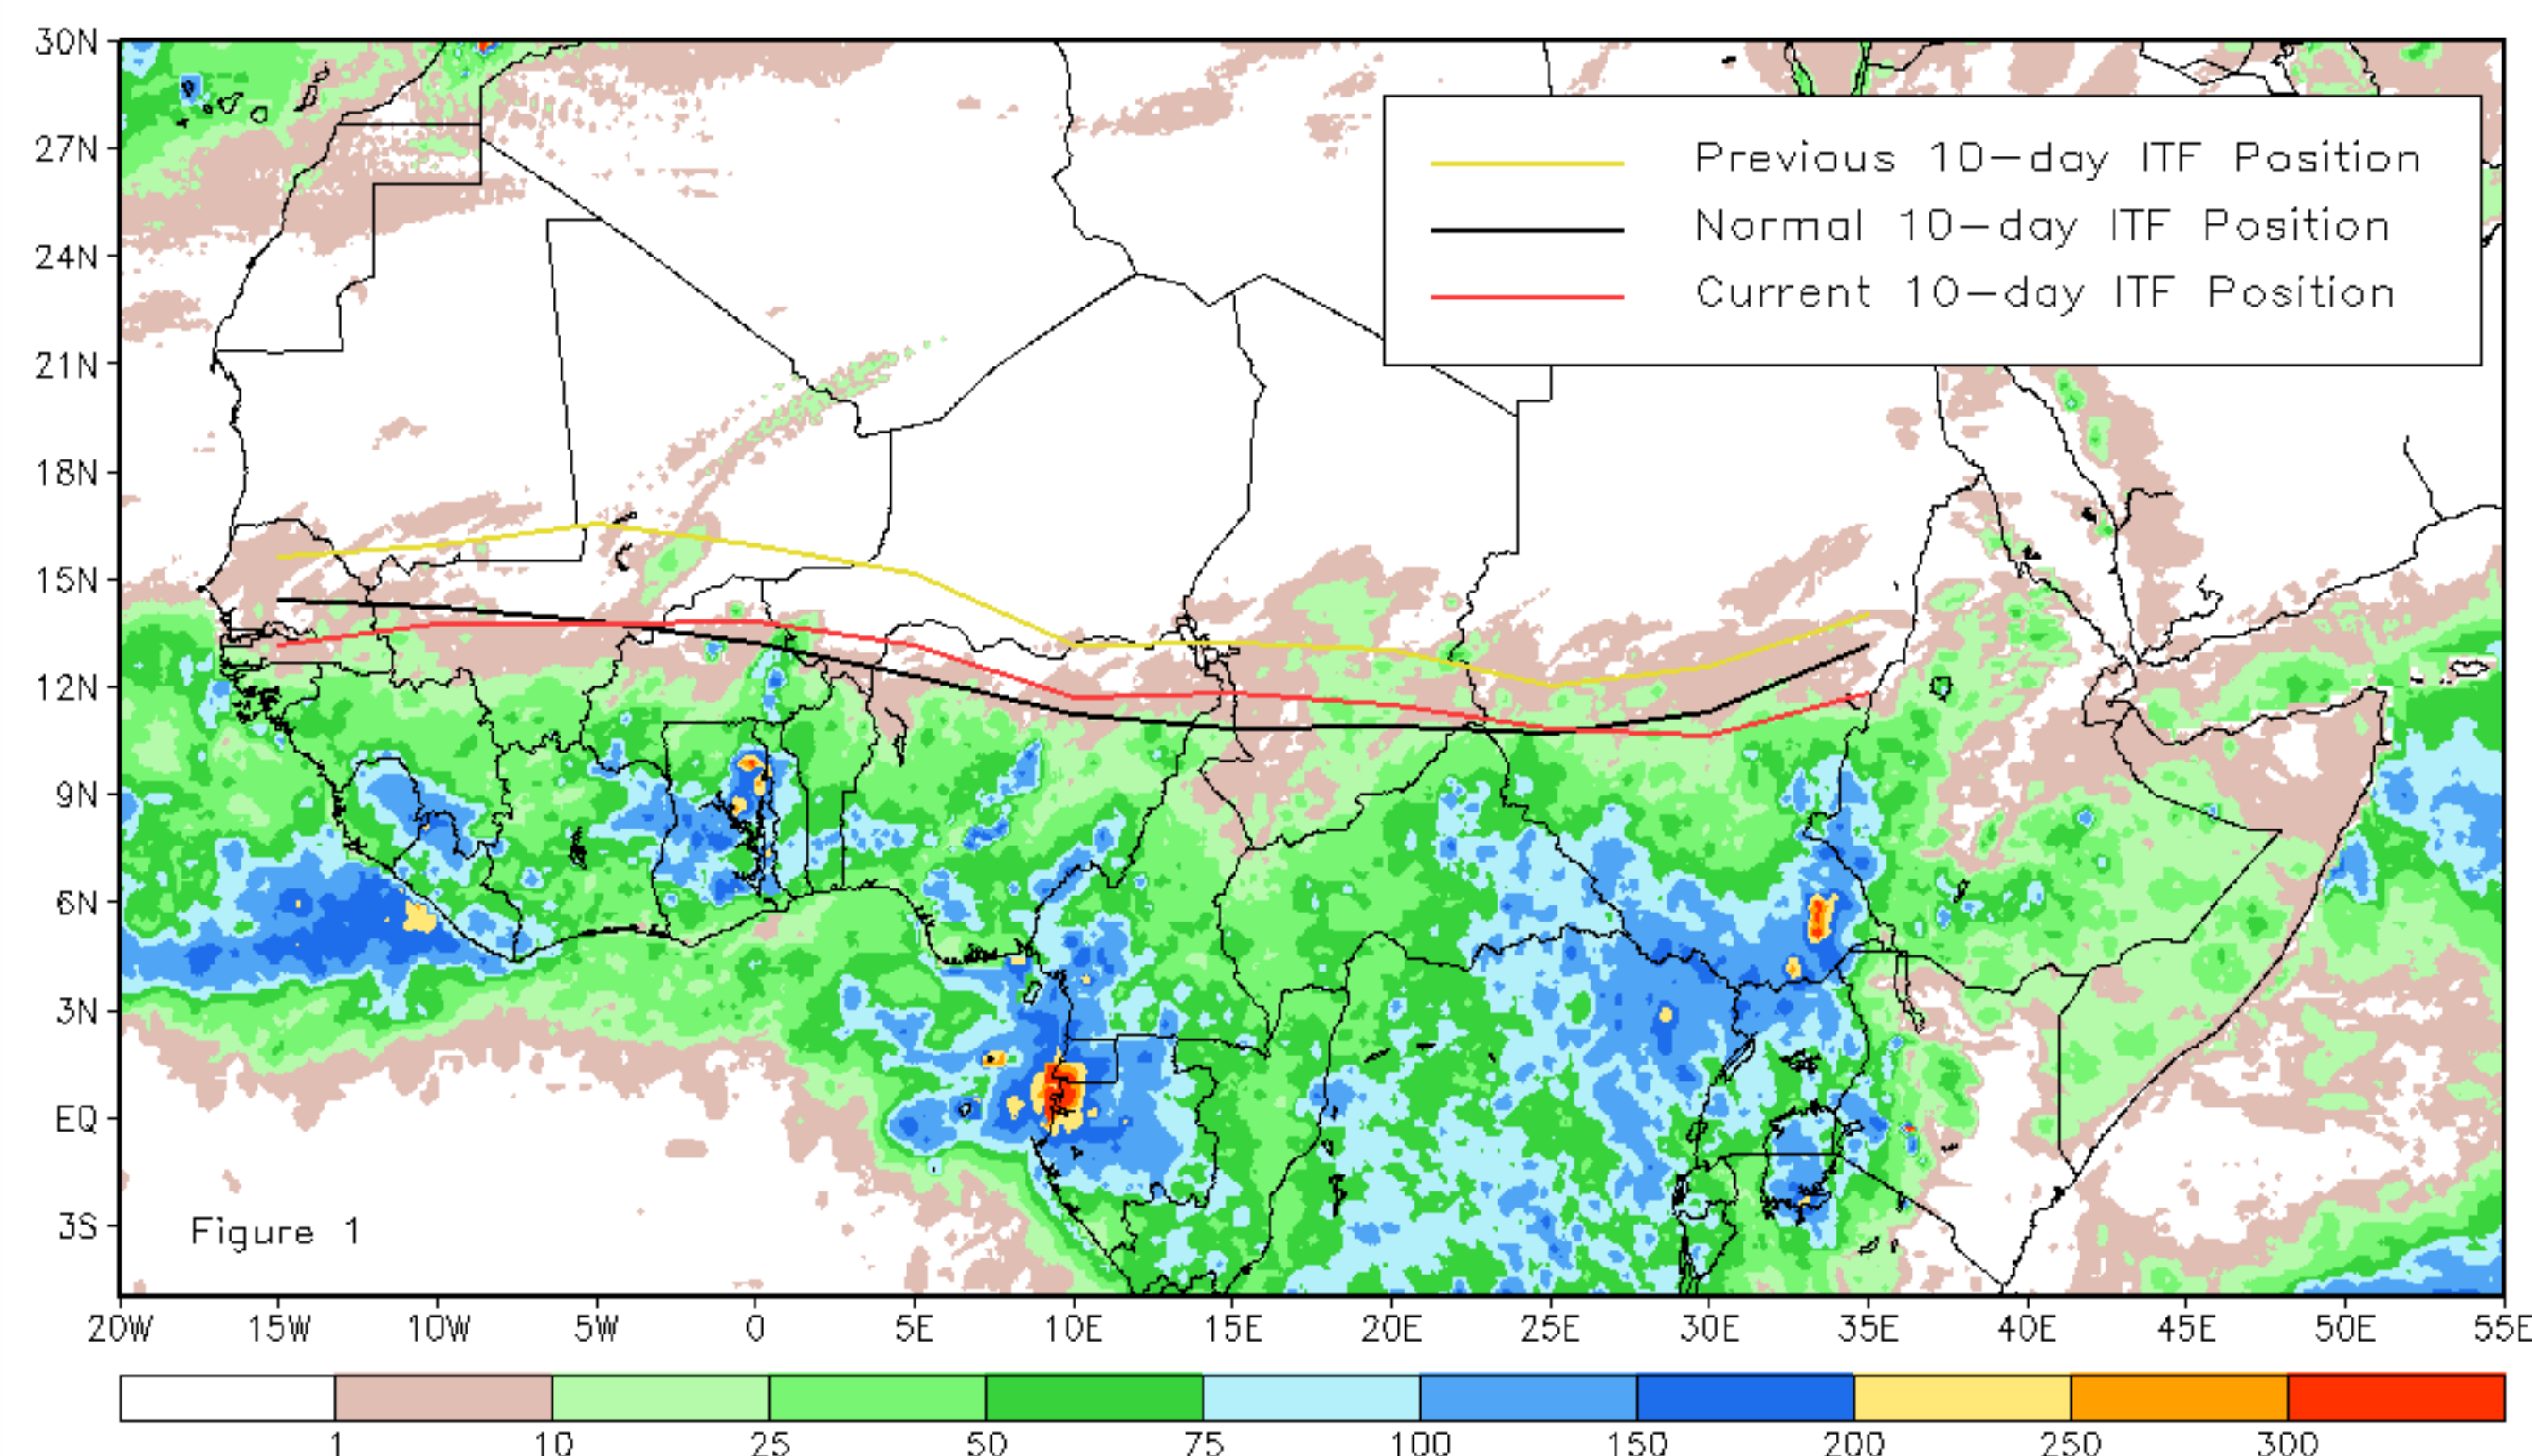 30N
27N
24N
21N
18N
15N
12N
9N
6N
3N
EQ
3S
Previous 10-day ITF Position
Normal 10-day ITF Position
Current 10-day ITF Position
Figure 1
20W 15W 10W 5W 0 5E 10E 15E 20E 25E 30E 35E 40E 45E 50E 55E
1 10 25 50 75 100 150 200 250 300